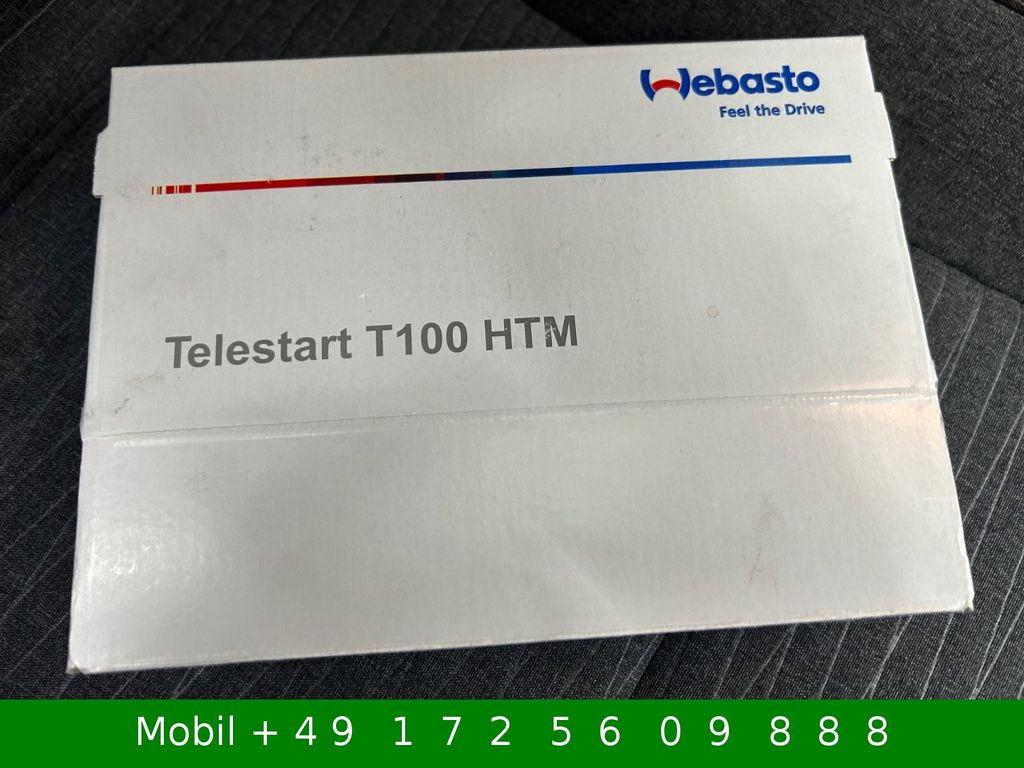 Webasto
Feel the Drive
Telestart T100 HTM
Mobil + 4 9 1 7 2 5 6 0 9 8 8 8